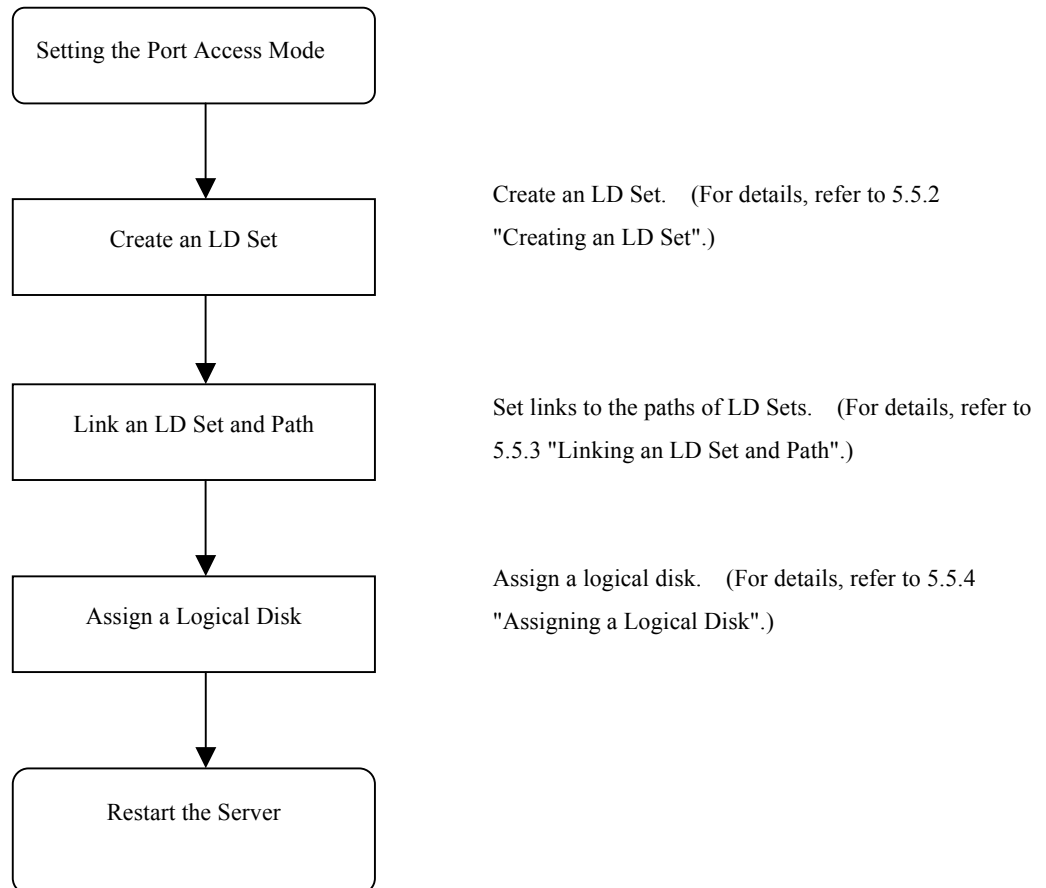 Setting the Port Access Mode
Create an LD Set
Create an LD Set. (For details, refer to 5.5.2
"Creating an LD Set".)
Link an LD Set and Path
Set links to the paths of LD Sets. (For details, refer to
5.5.3 "Linking an LD Set and Path".)
Assign a Logical Disk
Assign a logical disk. (For details, refer to 5.5.4
"Assigning a Logical Disk".)
Restart the Server